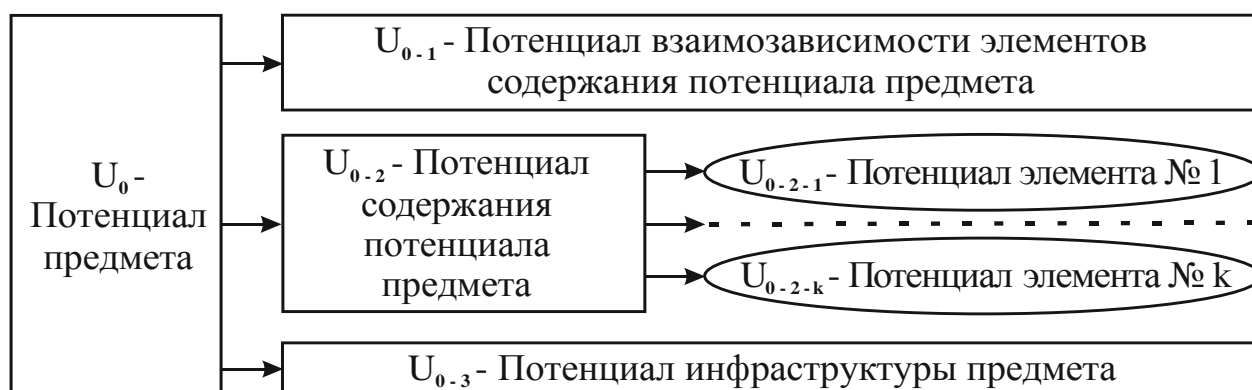 U₀ -
Потенциал
предмета
U₀₋₁ - Потенциал взаимозависимости элементов
содержания потенциала предмета
U₀₋₂ - Потенциал
содержания
потенциала
предмета
U₀₋₂₋₁ - Потенциал элемента № 1
U₀₋₂₋ₖ - Потенциал элемента № k
U₀₋₃ - Потенциал инфраструктуры предмета